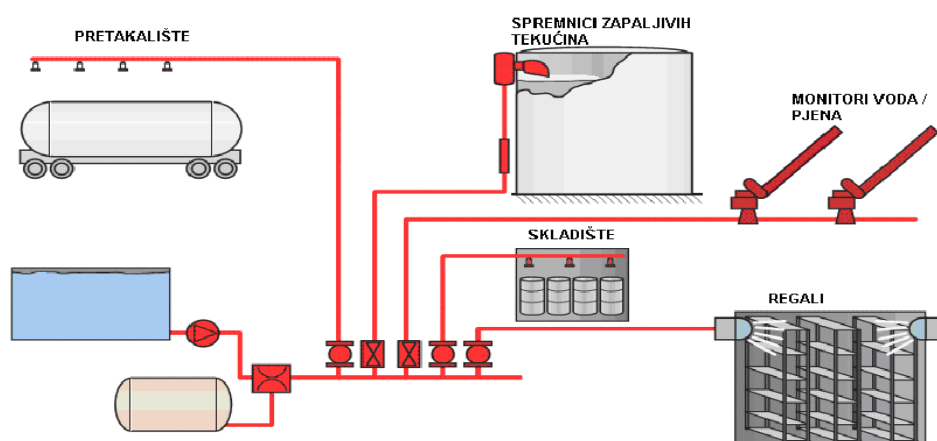 PRETAKALIŠTE
SPREMNICI ZAPALJIVIH
TEKUĆINA
MONITORI VODA /
PJENA
SKLADIŠTE
REGALI